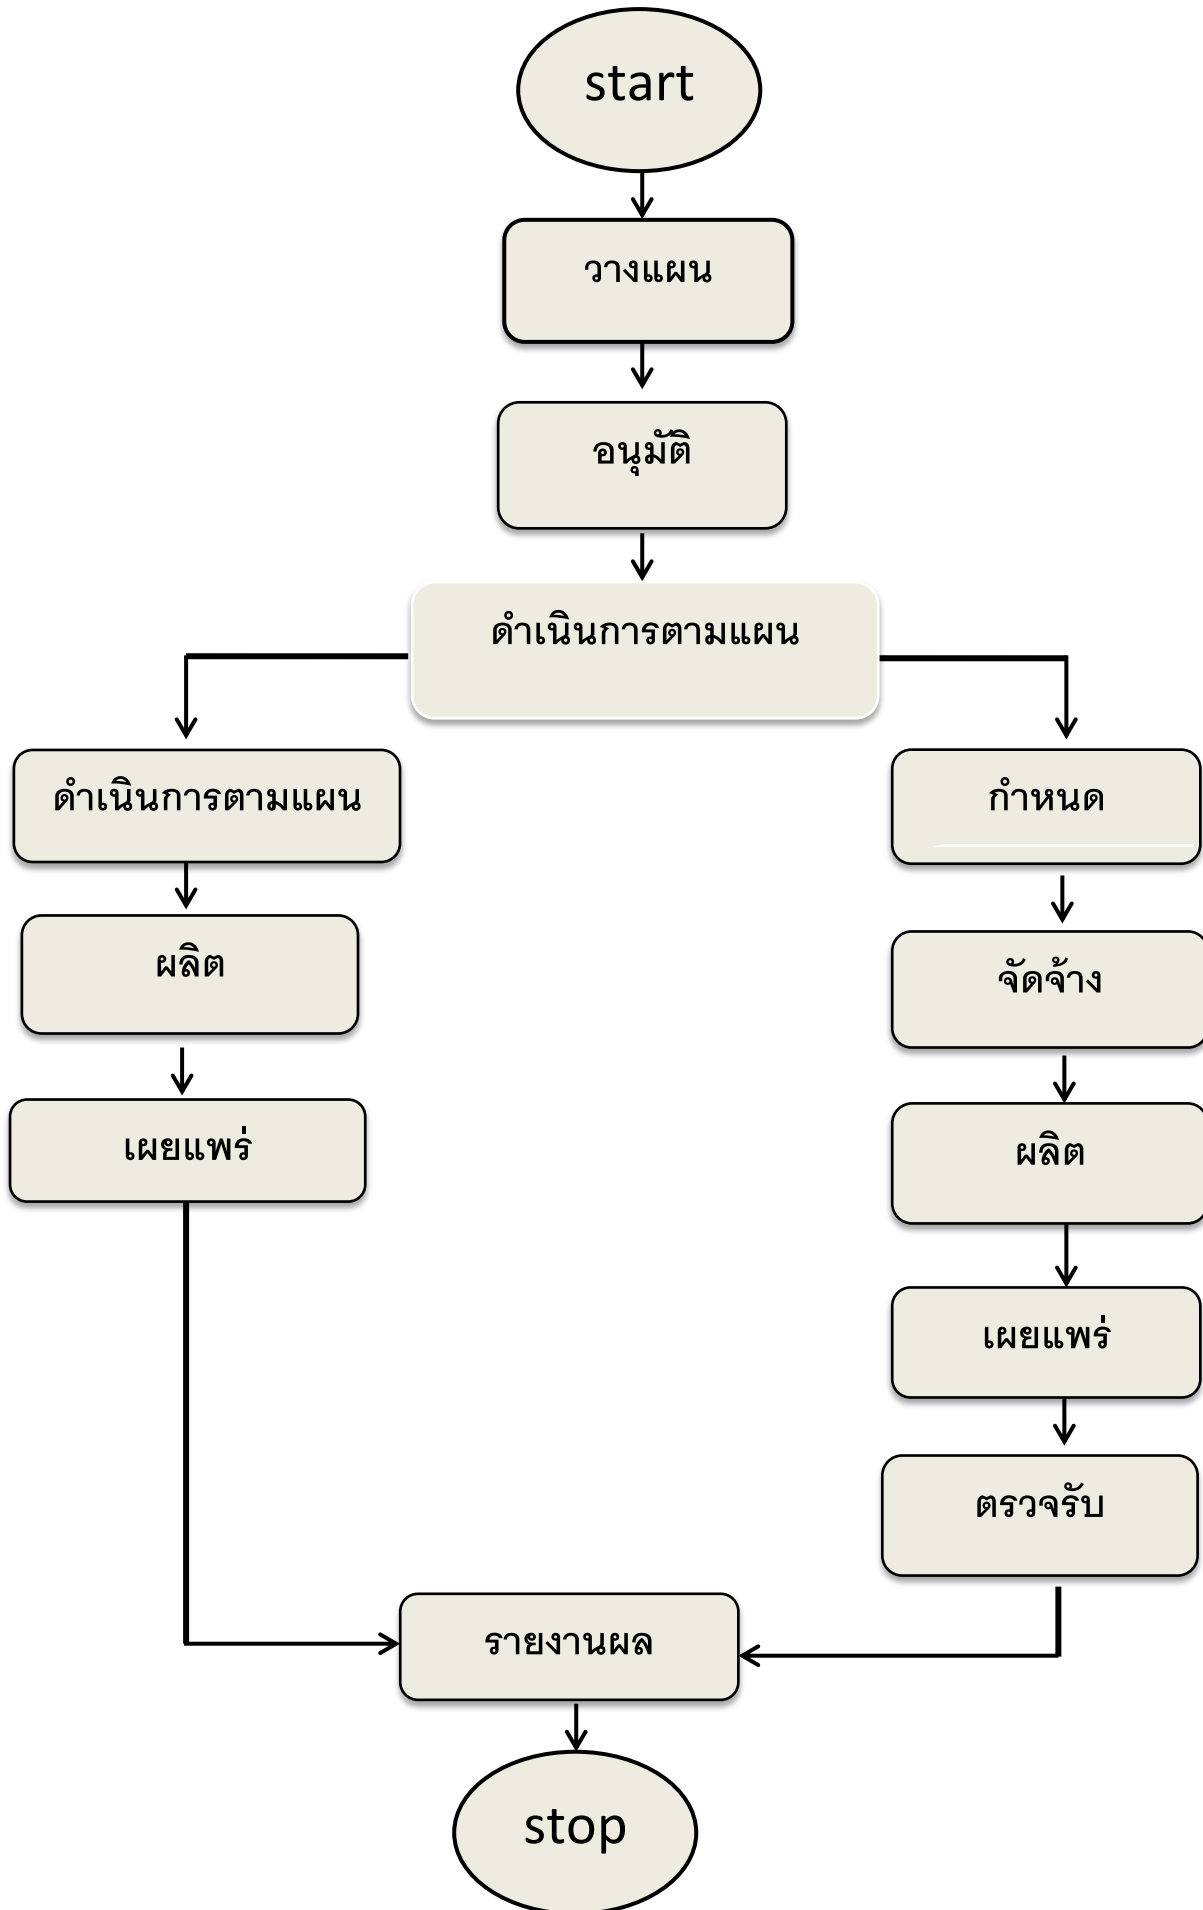 start
วางแผน
อนุมัติ
ดำเนินการตามแผน
ดำเนินการตามแผน
ผลิต
เผยแพร่
กำหนด
จัดจ้าง
ผลิต
เผยแพร่
ตรวจรับ
รายงานผล
stop